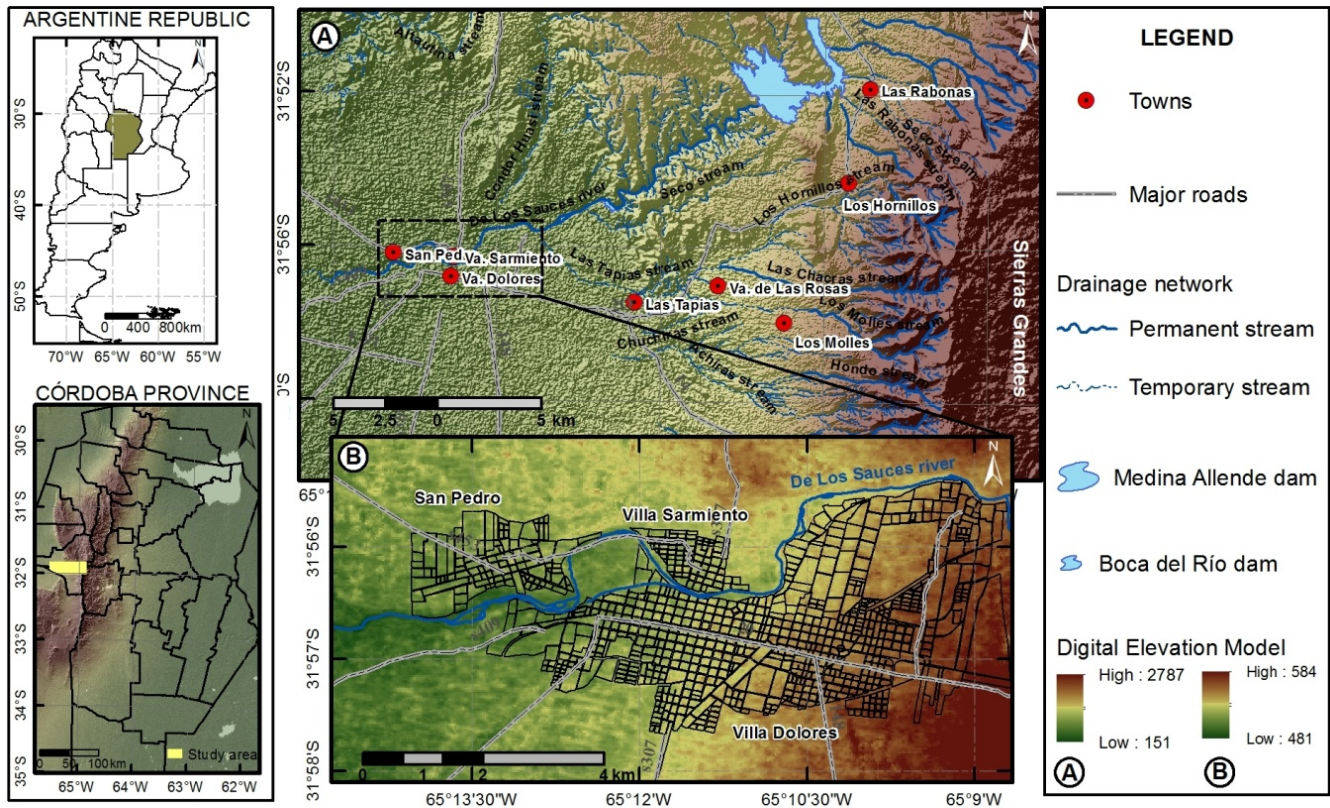 ARGENTINE REPUBLIC
N
30°S
40°S
50°S
0 400 800km
70°W 65°W 60°W 55°W
CÓRDOBA PROVINCE
N
30°S
31°S
32°S
33°S
34°S
35°S
0 50 100km
Study area
65°W 64°W 63°W 62°W
A
N
31°52'S
31°56'S
Altautina stream
Condor Huasi stream
De Los Sauces river
Seco stream
Las Rabonas
Las Rabonas stream
Seco stream
Los Hornillos stream
Los Hornillos
San Ped
Va. Sarmiento
Va. Dolores
Las Tapias stream
Las Tapias
Las Chacras stream
Va. de Las Rosas
Los Molles stream
Los Molles
Chuchiras stream
Achiras stream
Hondo stream
Sierras Grandes
5 2.5 0 5 km
B
N
De Los Sauces river
San Pedro
Villa Sarmiento
Villa Dolores
s307
31°56'S
31°57'S
31°58'S
0 1 2 4 km
65°13'30"W 65°12'W 65°10'30"W 65°9'W
LEGEND
Towns
Major roads
Drainage network
Permanent stream
Temporary stream
Medina Allende dam
Boca del Río dam
Digital Elevation Model
High : 2787
Low : 151
A
High : 584
Low : 481
B